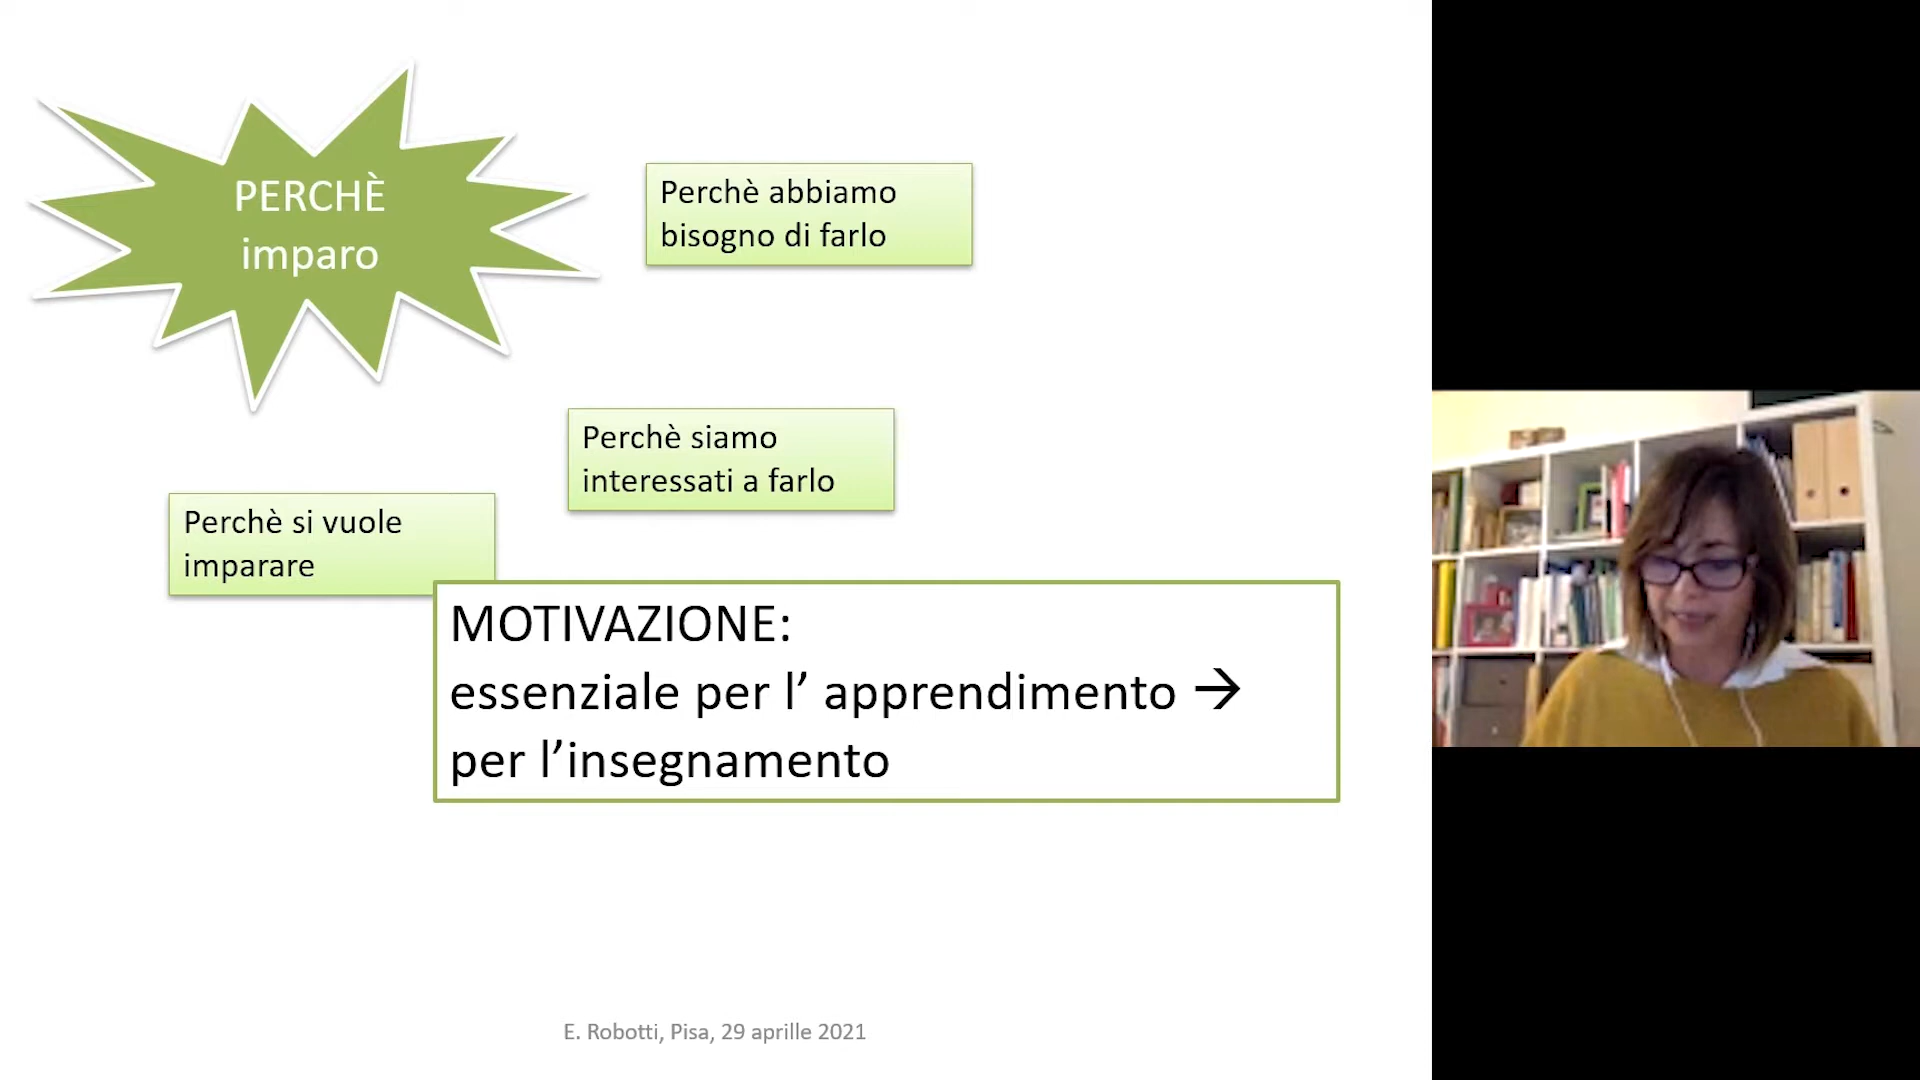 PERCHÈ
imparo
Perchè abbiamo
bisogno di farlo
Perchè siamo
interessati a farlo
Perchè si vuole
imparare
MOTIVAZIONE:
essenziale per l’ apprendimento →
per l’insegnamento
E. Robotti, Pisa, 29 aprille 2021